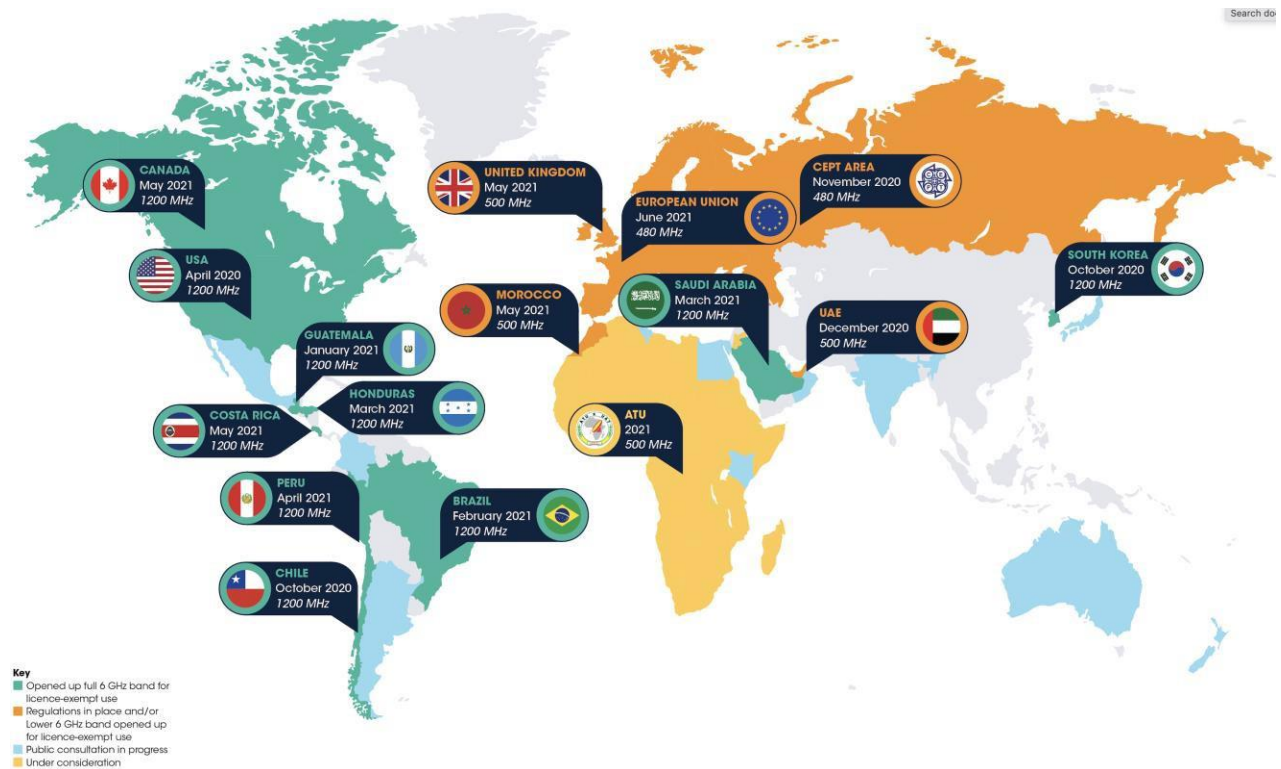 Search do
CANADA
May 2021
1200 MHz
USA
April 2020
1200 MHz
GUATEMALA
January 2021
1200 MHz
HONDURAS
March 2021
1200 MHz
COSTA RICA
May 2021
1200 MHz
PERU
April 2021
1200 MHz
BRAZIL
February 2021
1200 MHz
CHILE
October 2020
1200 MHz
UNITED KINGDOM
May 2021
500 MHz
EUROPEAN UNION
June 2021
480 MHz
CEPT AREA
November 2020
480 MHz
MOROCCO
May 2021
500 MHz
SAUDI ARABIA
March 2021
1200 MHz
UAE
December 2020
500 MHz
SOUTH KOREA
October 2020
1200 MHz
ATU
2021
500 MHz
Key
Opened up full 6 GHz band for
licence-exempt use
Regulations in place and/or
Lower 6 GHz band opened up
for licence-exempt use
Public consultation in progress
Under consideration